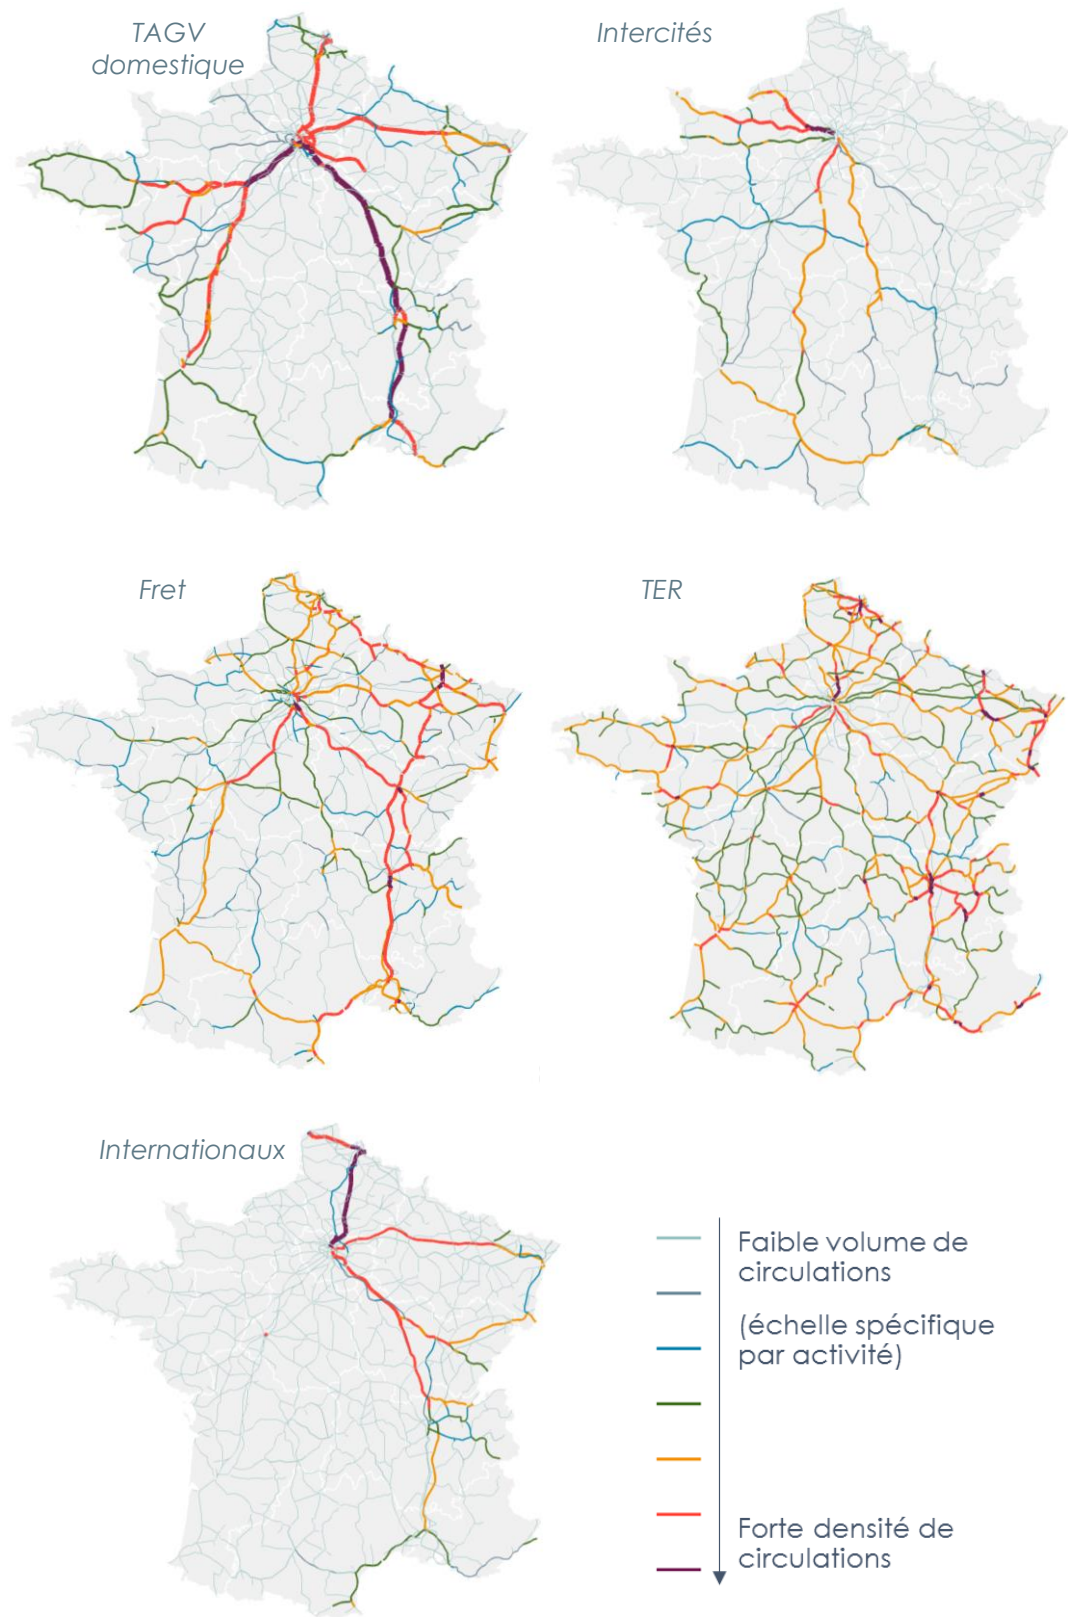 TAGV
domestique
Intercités
Fret
TER
Internationaux
Faible volume de
circulations
(échelle spécifique
par activité)
Forte densité de
circulations